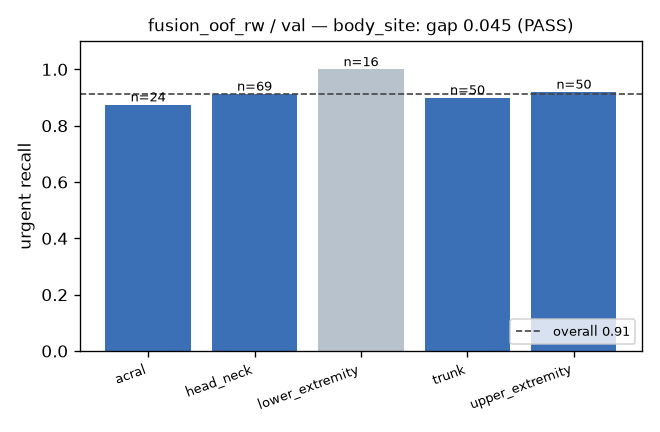 fusion_oof_rw / val — body_site: gap 0.045 (PASS)
urgent recall
1.0
0.8
0.6
0.4
0.2
0.0
n=24
n=69
n=16
n=50
n=50
overall 0.91
acral
head_neck
lower_extremity
trunk
upper_extremity